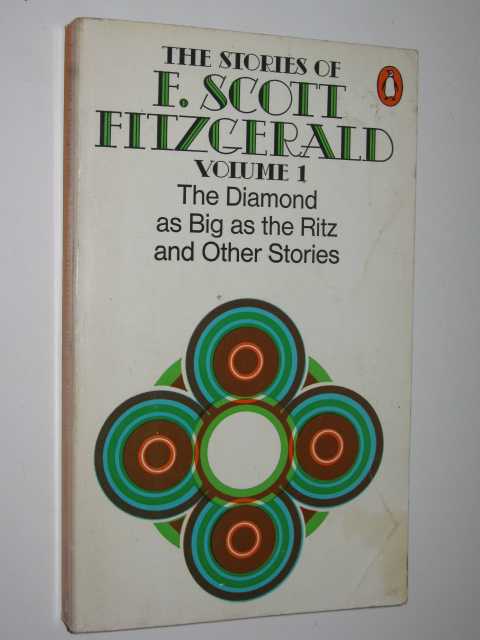 THE STORIES OF
F. SCOTT
FITZGERALD
VOLUME 1
The Diamond
as Big as the Ritz
and Other Stories